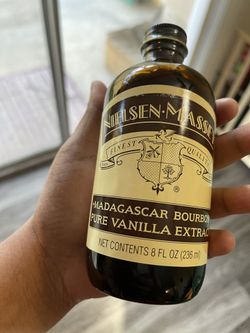 NIELSEN·MASSEY
FINEST QUALITY
MADAGASCAR BOURBON
PURE VANILLA EXTRACT
NET CONTENTS 8 FL OZ (236 ml)